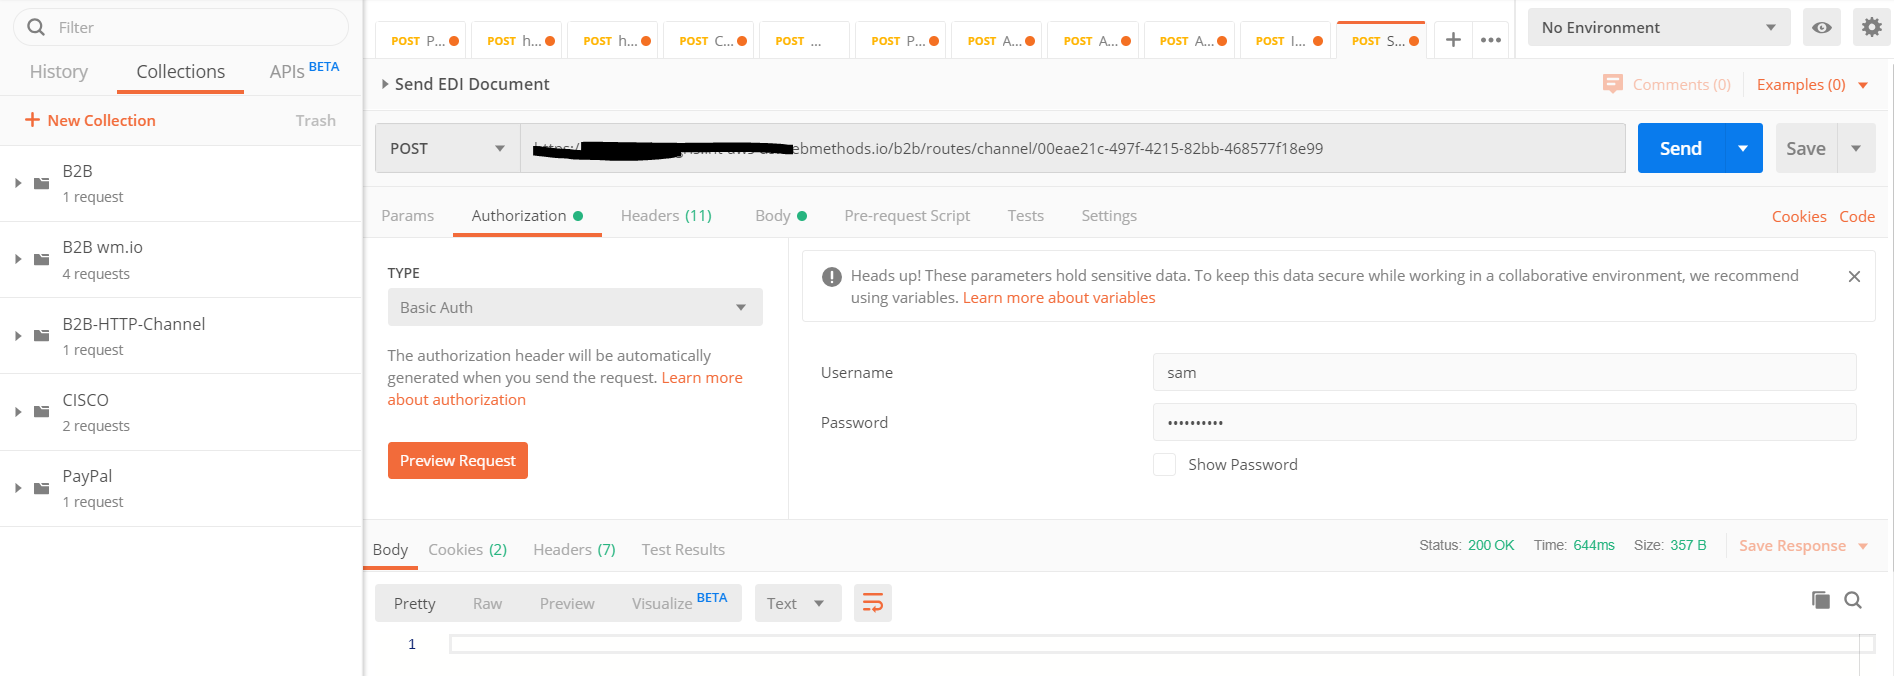 Filter
History Collections APIs BETA
+ New Collection Trash
B2B
1 request
B2B wm.io
4 requests
B2B-HTTP-Channel
1 request
CISCO
2 requests
PayPal
1 request
POST P... POST h... POST h... POST C... POST ... POST P... POST A... POST A... POST A... POST I... POST S... + •••
No Environment
Send EDI Document
Comments (0) Examples (0)
POST ebmethods.io/b2b/routes/channel/00eae21c-497f-4215-82bb-468577f18e99 Send Save
Params Authorization Headers (11) Body Pre-request Script Tests Settings Cookies Code
TYPE
Basic Auth
The authorization header will be automatically
generated when you send the request. Learn more
about authorization
Preview Request
Heads up! These parameters hold sensitive data. To keep this data secure while working in a collaborative environment, we recommend
using variables. Learn more about variables
Username sam
Password ••••••••••
Show Password
Body Cookies (2) Headers (7) Test Results Status: 200 OK Time: 644ms Size: 357 B Save Response
Pretty Raw Preview Visualize BETA Text
1